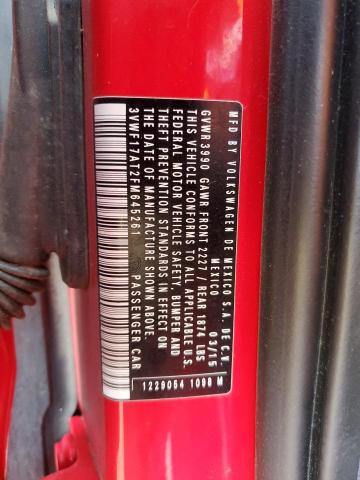 MFD BY VOLKSWAGEN DE MEXICO S.A. DE C.V.
MEXICO 03/15
GVWR 3990 GAWR FRONT 2227 / REAR 1874 LBS
THIS VEHICLE CONFORMS TO ALL APPLICABLE U.S.
FEDERAL MOTOR VEHICLE SAFETY, BUMPER AND
THEFT PREVENTION STANDARDS IN EFFECT ON
THE DATE OF MANUFACTURE SHOWN ABOVE.
3VWF17AT2FM645261 PASSENGER CAR
1229054 1098 M